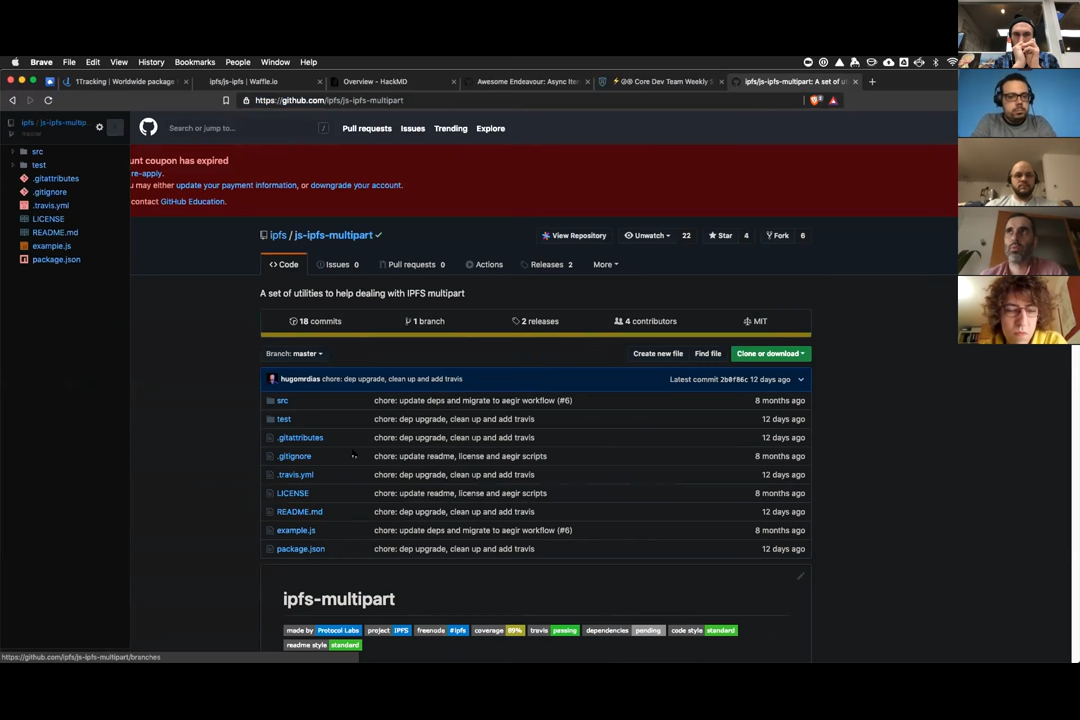 Brave File Edit View History Bookmarks People Window Help
1Tracking | Worldwide package ipfs/js-ipfs | Waffle.io Overview - HackMD Awesome Endeavour: Async Ite Core Dev Team Weekly S ipfs/js-ipfs-multipart: A set of ut
https://github.com/ipfs/js-ipfs-multipart
ipfs / js-ipfs-multip..
master
src
test
.gitattributes
.gitignore
.travis.yml
LICENSE
README.md
example.js
package.json
Search or jump to... / Pull requests Issues Trending Explore
unt coupon has expired
re-apply.
u may either update your payment information, or downgrade your account.
contact GitHub Education.
ipfs / js-ipfs-multipart
View Repository Unwatch 22 Star 4 Fork 6
Code Issues 0 Pull requests 0 Actions Releases 2 More
A set of utilities to help dealing with IPFS multipart
18 commits 1 branch 2 releases 4 contributors MIT
Branch: master Create new file Find file Clone or download
hugomrdias chore: dep upgrade, clean up and add travis Latest commit 2b0f86c 12 days ago
src chore: update deps and migrate to aegir workflow (#6) 8 months ago
test chore: dep upgrade, clean up and add travis 12 days ago
.gitattributes chore: dep upgrade, clean up and add travis 12 days ago
.gitignore chore: update readme, license and aegir scripts 8 months ago
.travis.yml chore: dep upgrade, clean up and add travis 12 days ago
LICENSE chore: update readme, license and aegir scripts 8 months ago
README.md chore: dep upgrade, clean up and add travis 12 days ago
example.js chore: update deps and migrate to aegir workflow (#6) 8 months ago
package.json chore: dep upgrade, clean up and add travis 12 days ago
ipfs-multipart
made by Protocol Labs project IPFS freenode #ipfs coverage 89% travis passing dependencies pending code style standard
readme style standard
https://github.com/ipfs/js-ipfs-multipart/branches